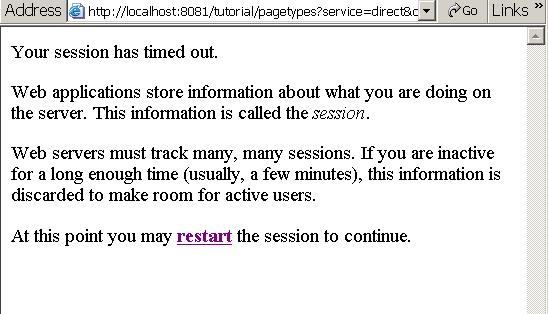 Address http://localhost:8081/tutorial/pagetypes?service=direct&c Go Links »
Your session has timed out.
Web applications store information about what you are doing on
the server. This information is called the session.
Web servers must track many, many sessions. If you are inactive
for a long enough time (usually, a few minutes), this information is
discarded to make room for active users.
At this point you may restart the session to continue.